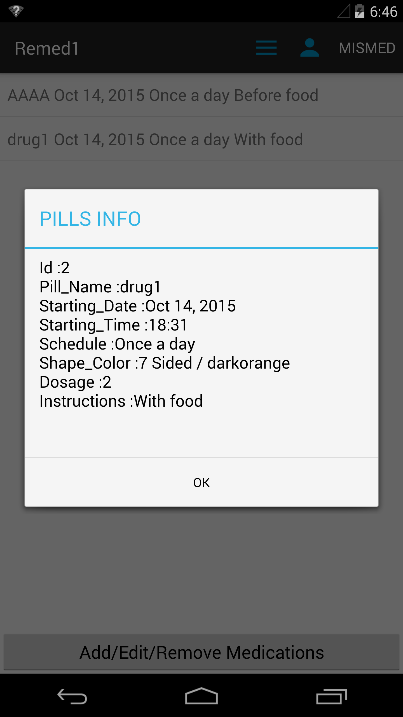 6:46
Remed1
MISMED
AAAA Oct 14, 2015 Once a day Before food
drug1 Oct 14, 2015 Once a day With food
PILLS INFO
Id :2
Pill_Name :drug1
Starting_Date :Oct 14, 2015
Starting_Time :18:31
Schedule :Once a day
Shape_Color :7 Sided / darkorange
Dosage :2
Instructions :With food
OK
Add/Edit/Remove Medications